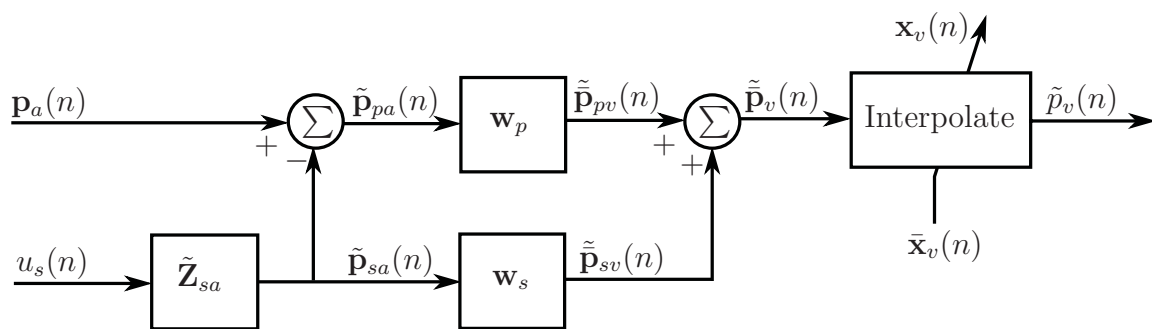 x_v(n)
p_a(n)
∑
p̃_pa(n)
w_p
p̃̄_pv(n)
∑
p̃̄_v(n)
Interpolate
p̃_v(n)
+
−
+
+
u_s(n)
Z̃_sa
p̃_sa(n)
w_s
p̃̄_sv(n)
x̄_v(n)